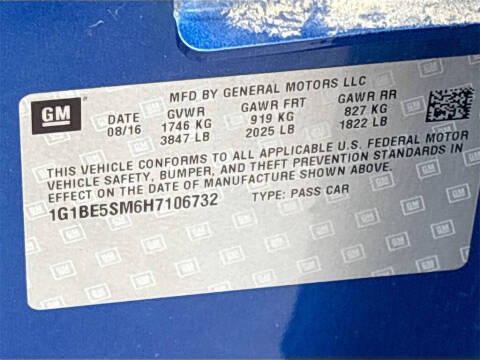 MFD BY GENERAL MOTORS LLC
GM DATE GVWR GAWR FRT GAWR RR
08/16 1746 KG 919 KG 827 KG
3847 LB 2025 LB 1822 LB
THIS VEHICLE CONFORMS TO ALL APPLICABLE U.S. FEDERAL MOTOR
VEHICLE SAFETY, BUMPER, AND THEFT PREVENTION STANDARDS IN
EFFECT ON THE DATE OF MANUFACTURE SHOWN ABOVE.
1G1BE5SM6H7106732 TYPE: PASS CAR